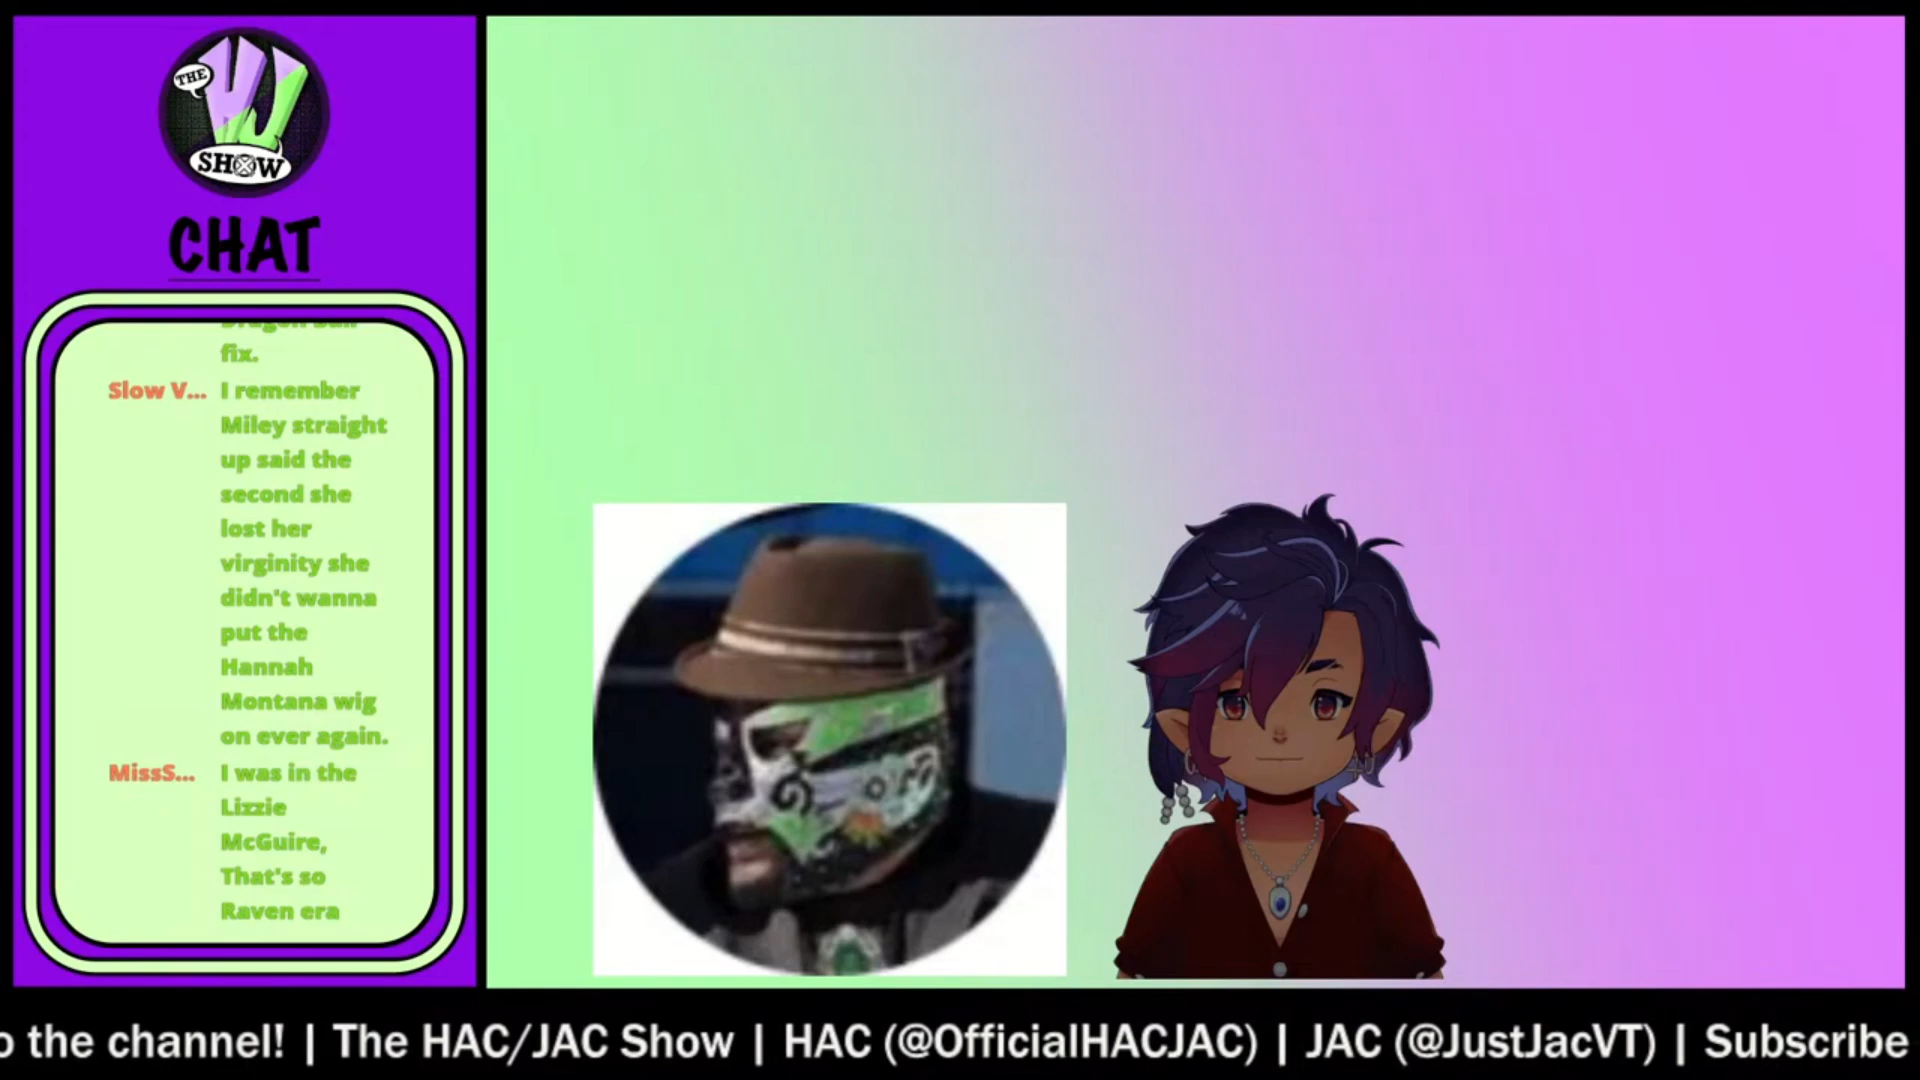 THE
HJ
SHOW
CHAT
fix.
Slow V... I remember
Miley straight
up said the
second she
lost her
virginity she
didn't wanna
put the
Hannah
Montana wig
on ever again.
MissS... I was in the
Lizzie
McGuire,
That's so
Raven era
o the channel! | The HAC/JAC Show | HAC (@OfficialHACJAC) | JAC (@JustJacVT) | Subscribe